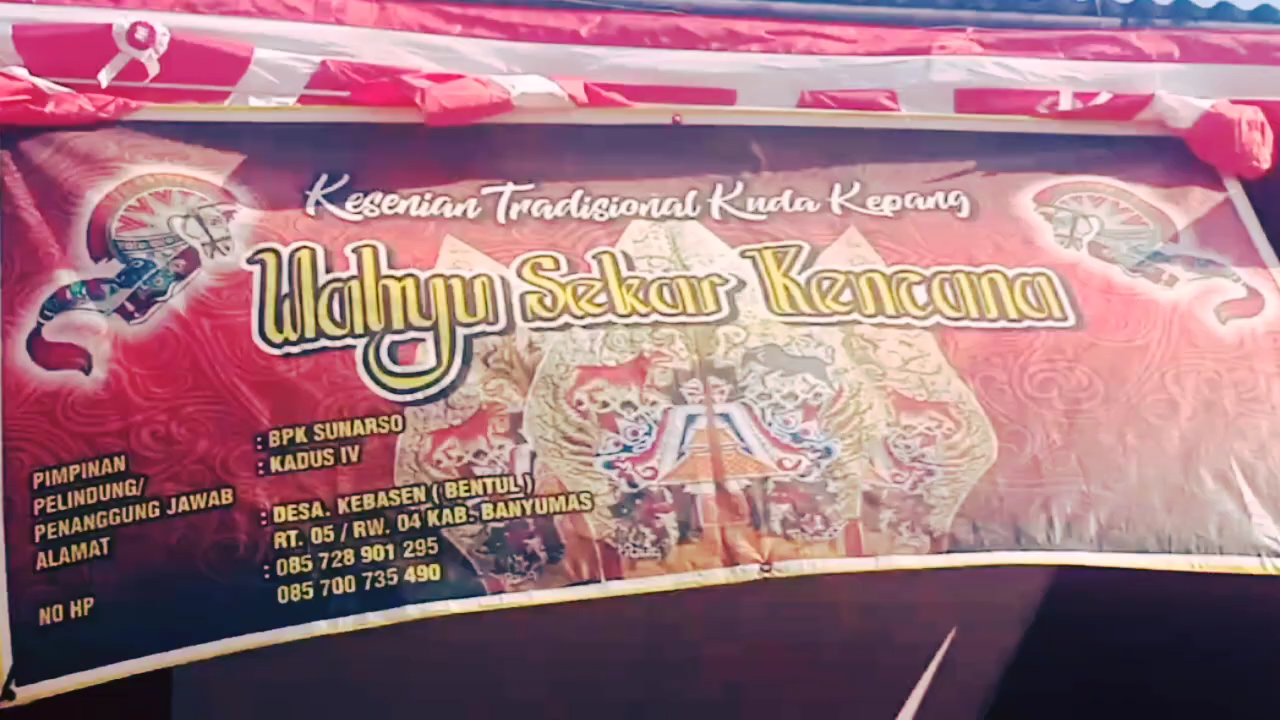 Kesenian Tradisional Kuda Kepang
Wahyu Sekar Kencana
PIMPINAN : BPK SUNARSO
PELINDUNG/ : KADUS IV
PENANGGUNG JAWAB
ALAMAT : DESA. KEBASEN ( BENTUL )
RT. 05 / RW. 04 KAB. BANYUMAS
NO HP : 085 728 901 295
085 700 735 490